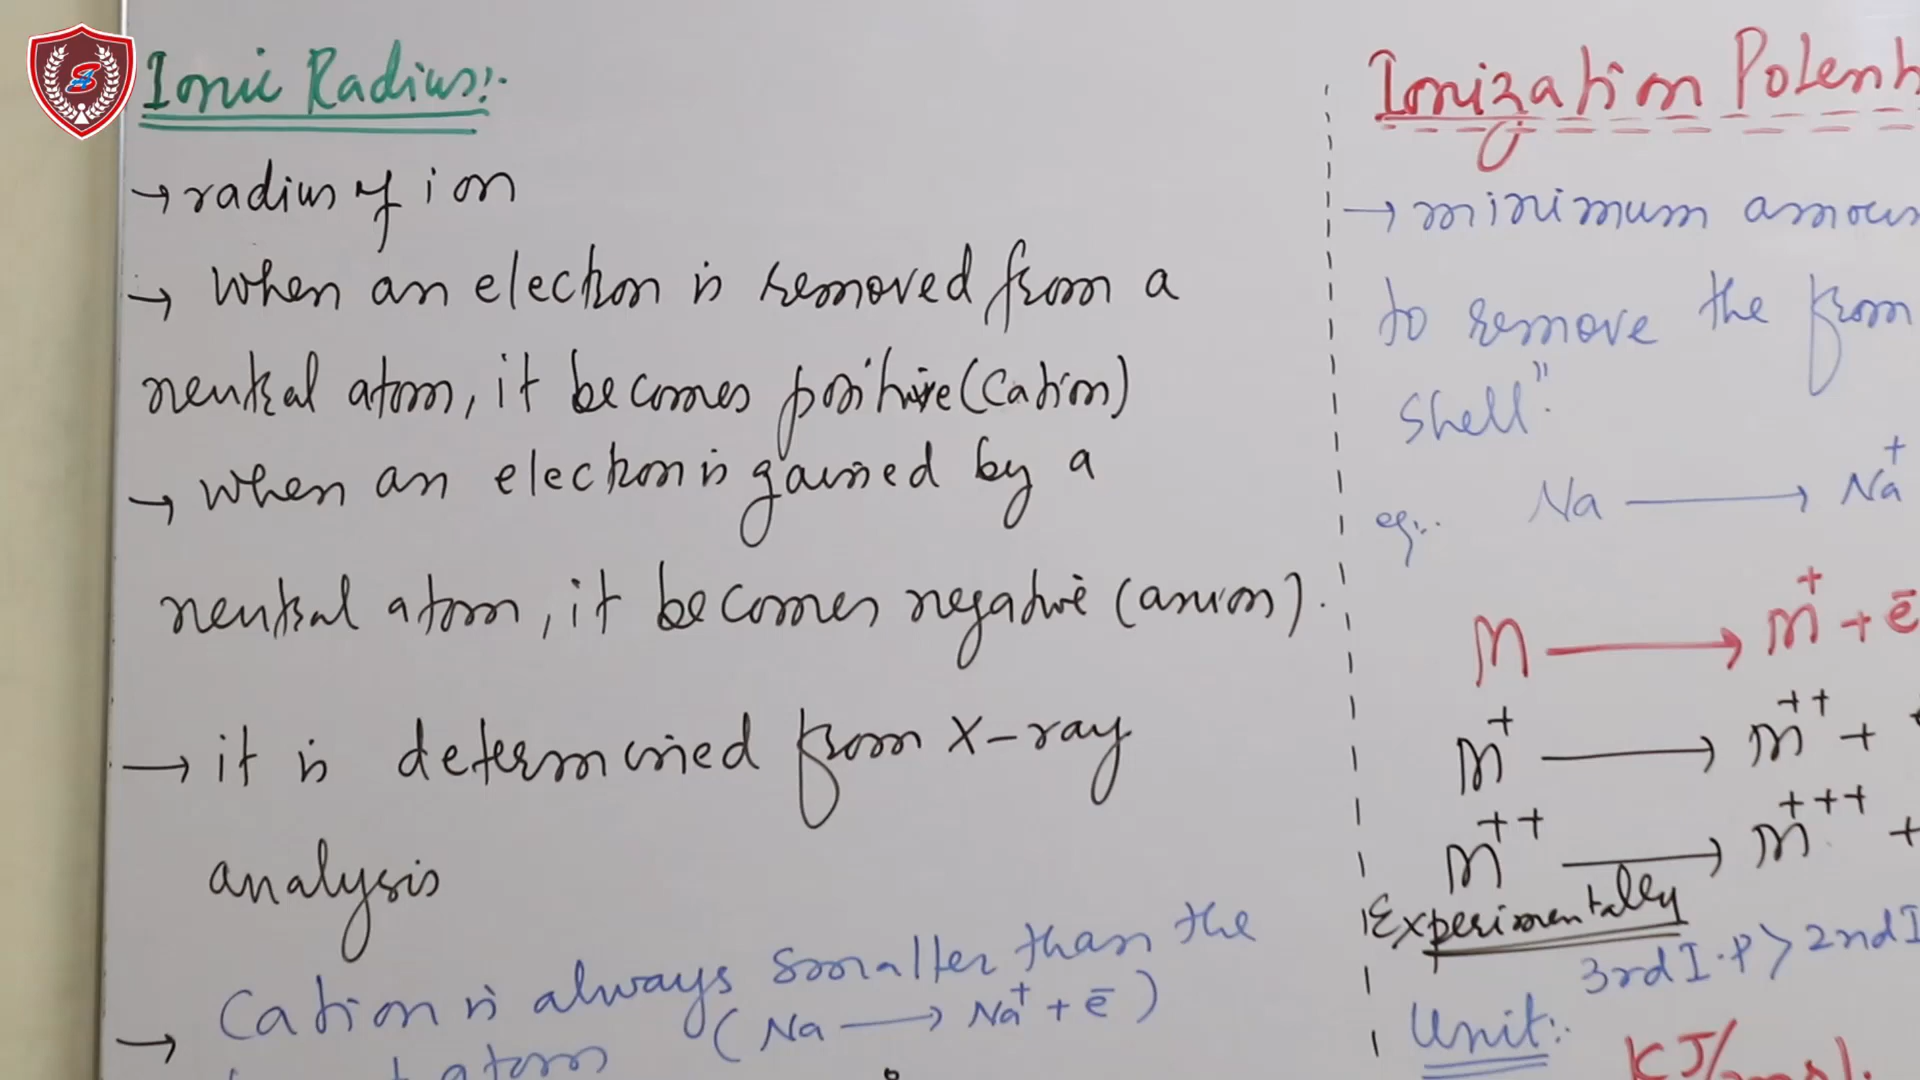 Ionic Radius:-
→ radius of ion
→ when an electron is removed from a
neutral atom, it becomes positive (Cation)
→ when an electron is gained by a
neutral atom, it becomes negative (anion).
→ it is determined from X-ray
analysis
→ Cation is always smaller than the
atom (Na → Na⁺ + ē)
Ionization Potent
→ minimum amoun
to remove the from
shell".
eg:. Na → Na⁺
M → M⁺ + ē
M⁺ → M⁺⁺ +
M⁺⁺ → M⁺⁺⁺ +
Experimentally
3rd I.P > 2nd I
Unit:.
KJ/mol.